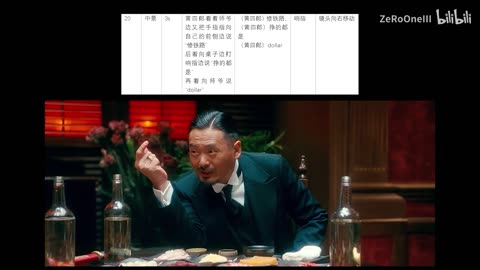 ZeRoOneIII bilibili
20 中景 3s 黄四郎看着师爷 (黄四郎)修铁路, 响指 镜头向右移动
边又把手指指向 (黄四郎)挣的都
自己的前侧边说 是
“修铁路” (黄四郎)dollar
后看向桌子边打
响指边说“挣的都
是”
再看向师爷说
“dollar”